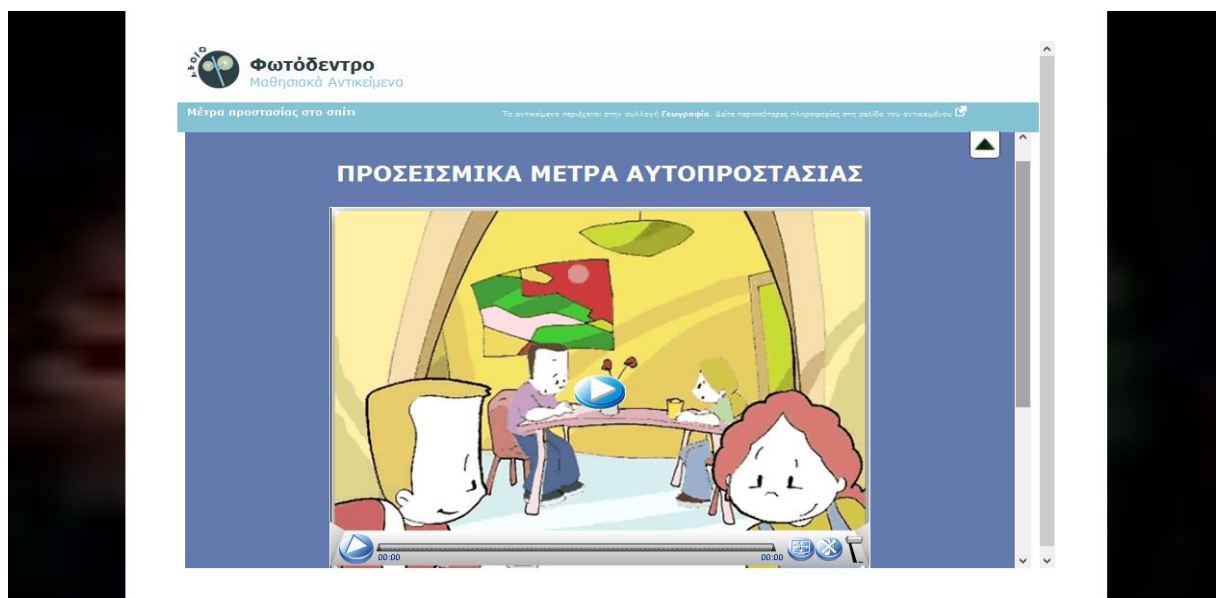 Φωτόδεντρο
Μαθησιακά Αντικείμενα
Μέτρα προστασίας στο σπίτι
Το αντικείμενο περιέχεται στην συλλογή Γεωγραφία. Δείτε περισσότερες πληροφορίες στη σελίδα του αντικειμένου
ΠΡΟΣΕΙΣΜΙΚΑ ΜΕΤΡΑ ΑΥΤΟΠΡΟΣΤΑΣΙΑΣ
00:00 00:00